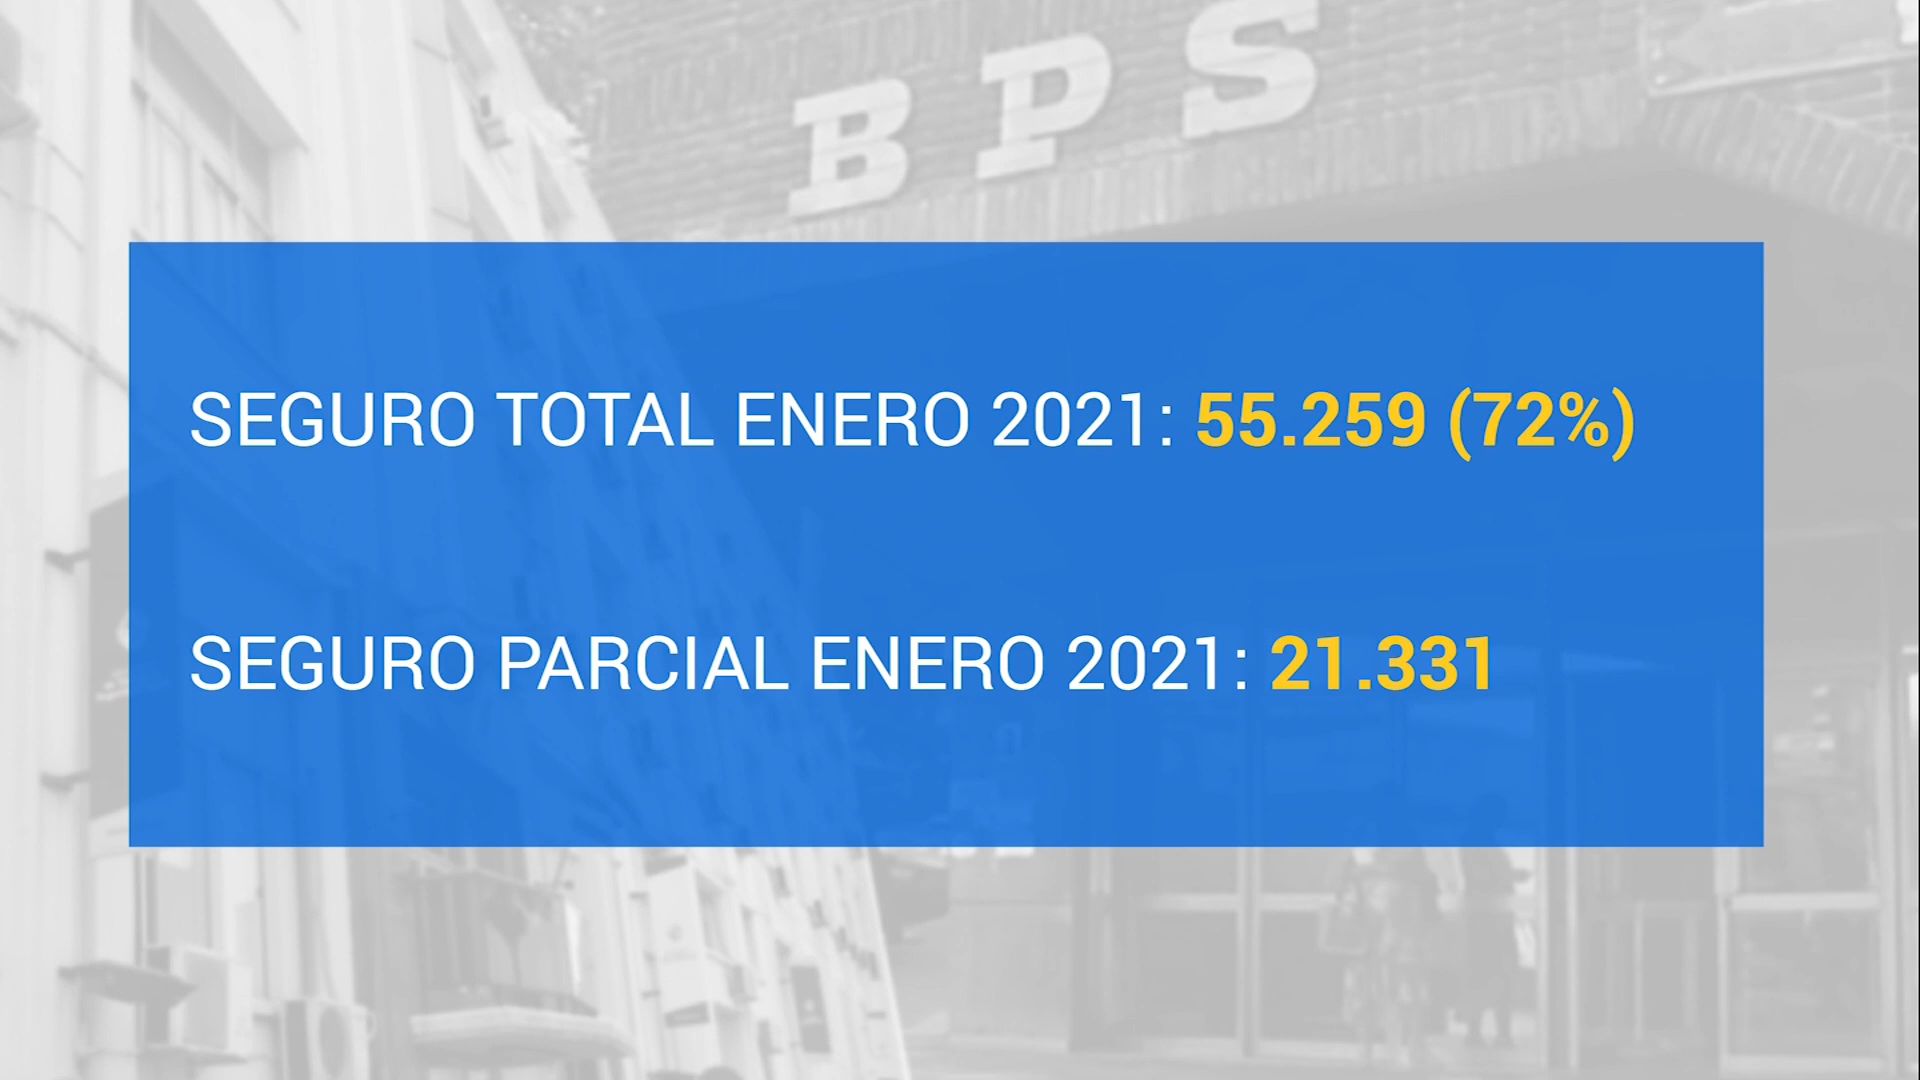 BPS
SEGURO TOTAL ENERO 2021: 55.259 (72%)
SEGURO PARCIAL ENERO 2021: 21.331